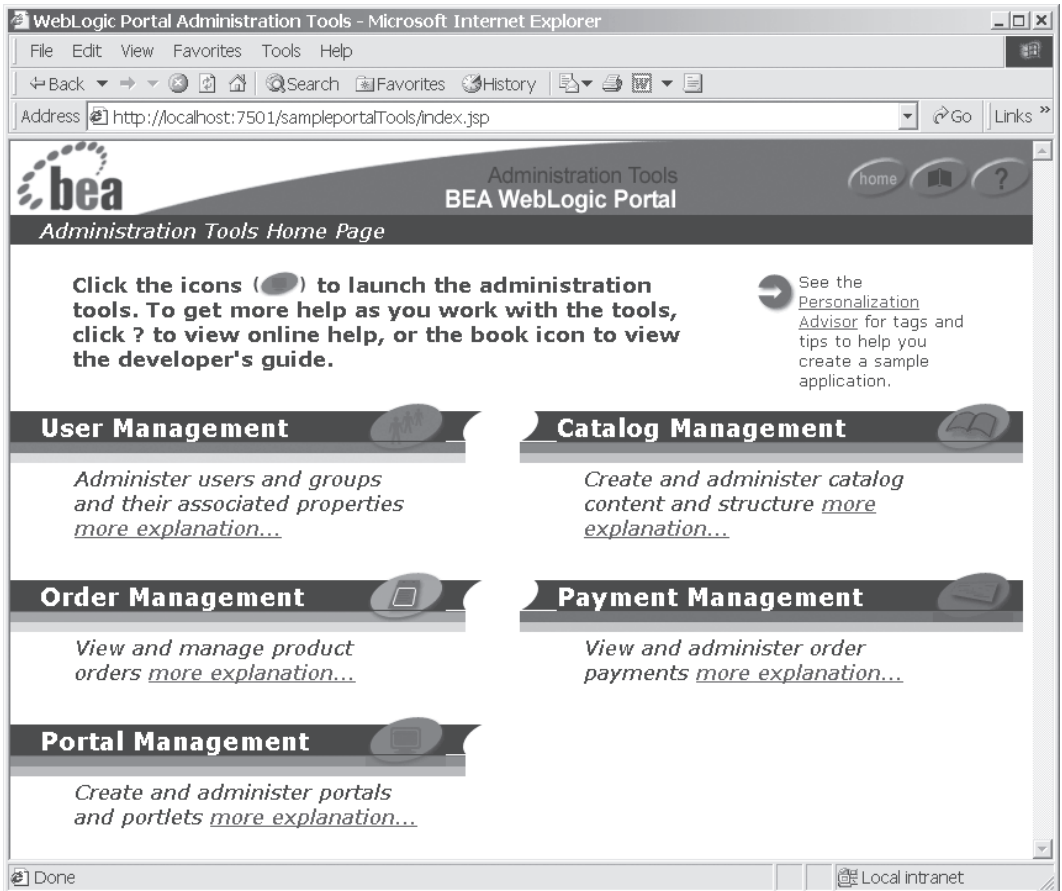 WebLogic Portal Administration Tools - Microsoft Internet Explorer
File Edit View Favorites Tools Help
Back Search Favorites History
Address http://localhost:7501/sampleportalTools/index.jsp Go Links »
bea
Administration Tools
BEA WebLogic Portal
home ?
Administration Tools Home Page
Click the icons ( ) to launch the administration
tools. To get more help as you work with the tools,
click ? to view online help, or the book icon to view
the developer's guide.
See the
Personalization
Advisor for tags and
tips to help you
create a sample
application.
User Management
Administer users and groups
and their associated properties
more explanation...
Catalog Management
Create and administer catalog
content and structure more
explanation...
Order Management
View and manage product
orders more explanation...
Payment Management
View and administer order
payments more explanation...
Portal Management
Create and administer portals
and portlets more explanation...
Done
Local intranet